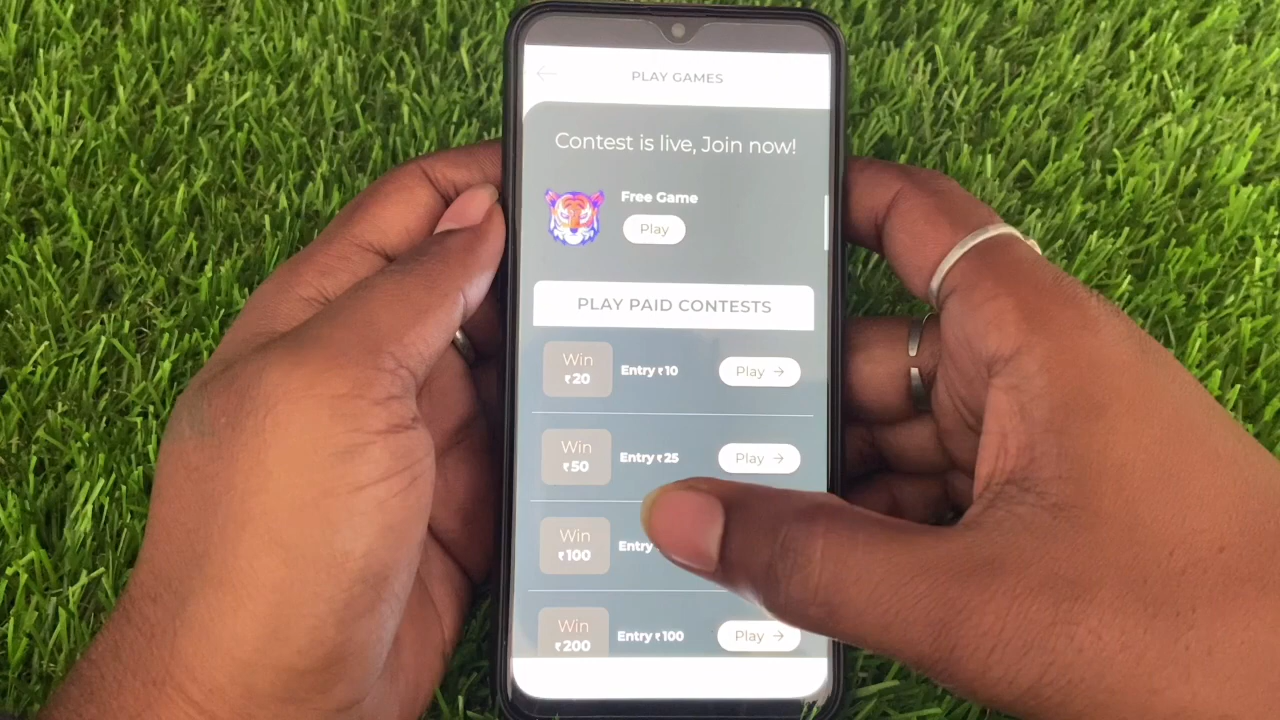 PLAY GAMES
Contest is live, Join now!
Free Game
Play
PLAY PAID CONTESTS
Win
₹20
Entry ₹10
Play →
Win
₹50
Entry ₹25
Play →
Win
₹100
Entry
Win
₹200
Entry ₹100
Play →